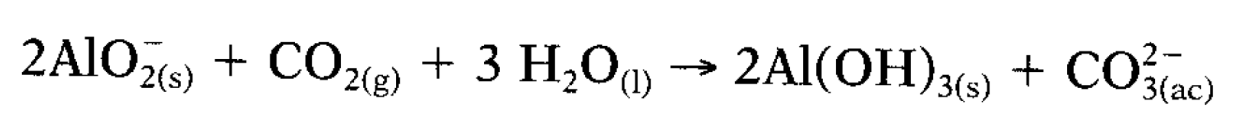 2AlO₂⁻(s) + CO₂(g) + 3 H₂O(l) → 2Al(OH)₃(s) + CO₃²⁻(ac)